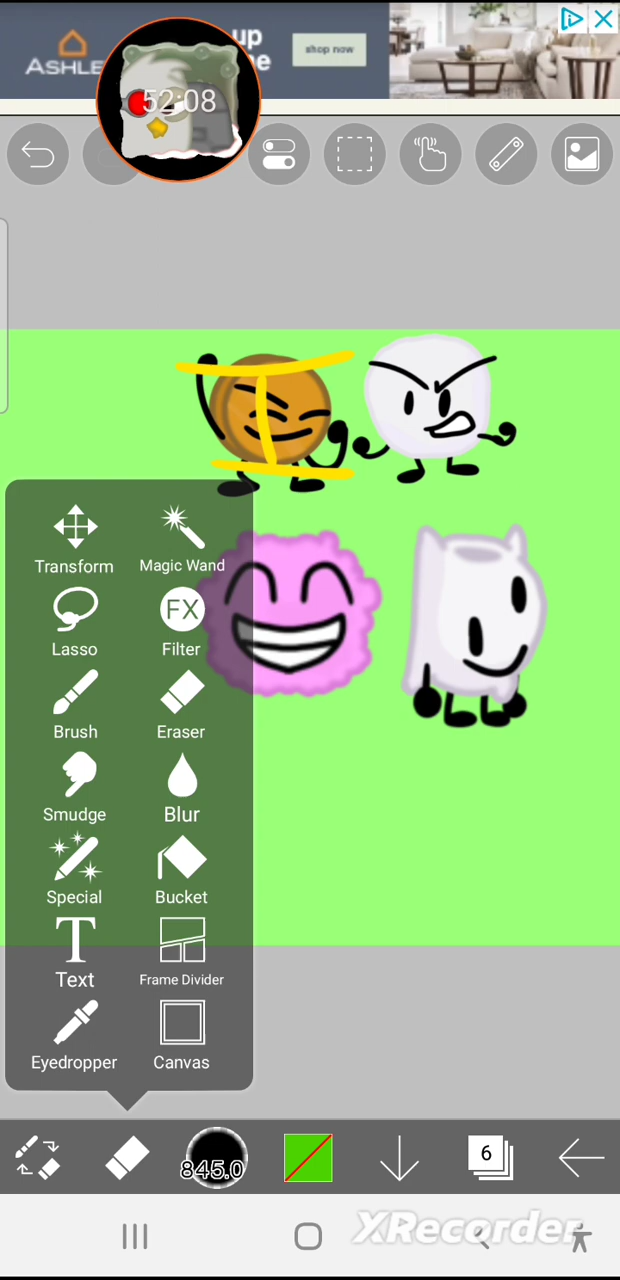 ASHLE
up
ne
shop now
52:08
Transform
Magic Wand
Lasso
FX
Filter
Brush
Eraser
Smudge
Blur
Special
Bucket
T
Text
Frame Divider
Eyedropper
Canvas
845.0
6
XRecorder